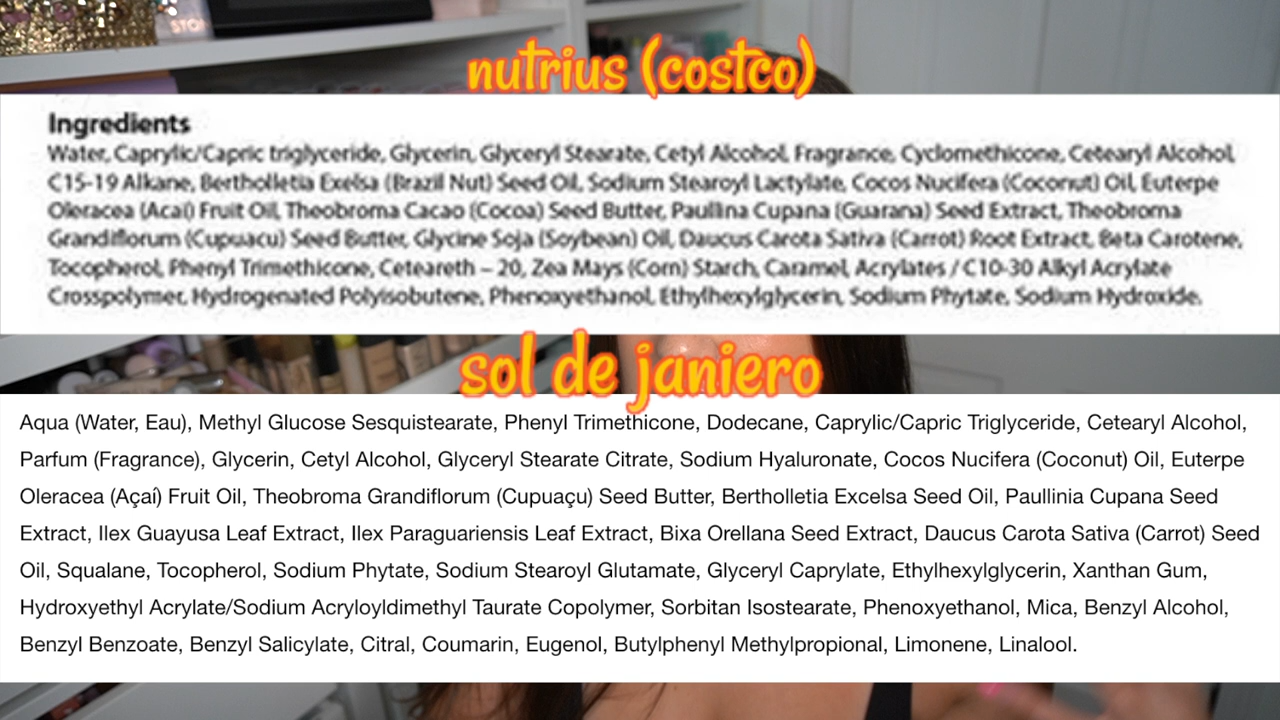 STO
nutrius (costco)
Ingredients
Water, Caprylic/Capric triglyceride, Glycerin, Glyceryl Stearate, Cetyl Alcohol, Fragrance, Cyclomethicone, Cetearyl Alcohol,
C15-19 Alkane, Bertholletia Exelsa (Brazil Nut) Seed Oil, Sodium Stearoyl Lactylate, Cocos Nucifera (Coconut) Oil, Euterpe
Oleracea (Acai) Fruit Oil, Theobroma Cacao (Cocoa) Seed Butter, Paullina Cupana (Guarana) Seed Extract, Theobroma
Grandiflorum (Cupuacu) Seed Butter, Glycine Soja (Soybean) Oil, Daucus Carota Sativa (Carrot) Root Extract, Beta Carotene,
Tocopherol, Phenyl Trimethicone, Ceteareth – 20, Zea Mays (Corn) Starch, Caramel, Acrylates / C10-30 Alkyl Acrylate
Crosspolymer, Hydrogenated Polyisobutene, Phenoxyethanol, Ethylhexylglycerin, Sodium Phytate, Sodium Hydroxide.
sol de janiero
Aqua (Water, Eau), Methyl Glucose Sesquistearate, Phenyl Trimethicone, Dodecane, Caprylic/Capric Triglyceride, Cetearyl Alcohol,
Parfum (Fragrance), Glycerin, Cetyl Alcohol, Glyceryl Stearate Citrate, Sodium Hyaluronate, Cocos Nucifera (Coconut) Oil, Euterpe
Oleracea (Açaí) Fruit Oil, Theobroma Grandiflorum (Cupuaçu) Seed Butter, Bertholletia Excelsa Seed Oil, Paullinia Cupana Seed
Extract, Ilex Guayusa Leaf Extract, Ilex Paraguariensis Leaf Extract, Bixa Orellana Seed Extract, Daucus Carota Sativa (Carrot) Seed
Oil, Squalane, Tocopherol, Sodium Phytate, Sodium Stearoyl Glutamate, Glyceryl Caprylate, Ethylhexylglycerin, Xanthan Gum,
Hydroxyethyl Acrylate/Sodium Acryloyldimethyl Taurate Copolymer, Sorbitan Isostearate, Phenoxyethanol, Mica, Benzyl Alcohol,
Benzyl Benzoate, Benzyl Salicylate, Citral, Coumarin, Eugenol, Butylphenyl Methylpropional, Limonene, Linalool.